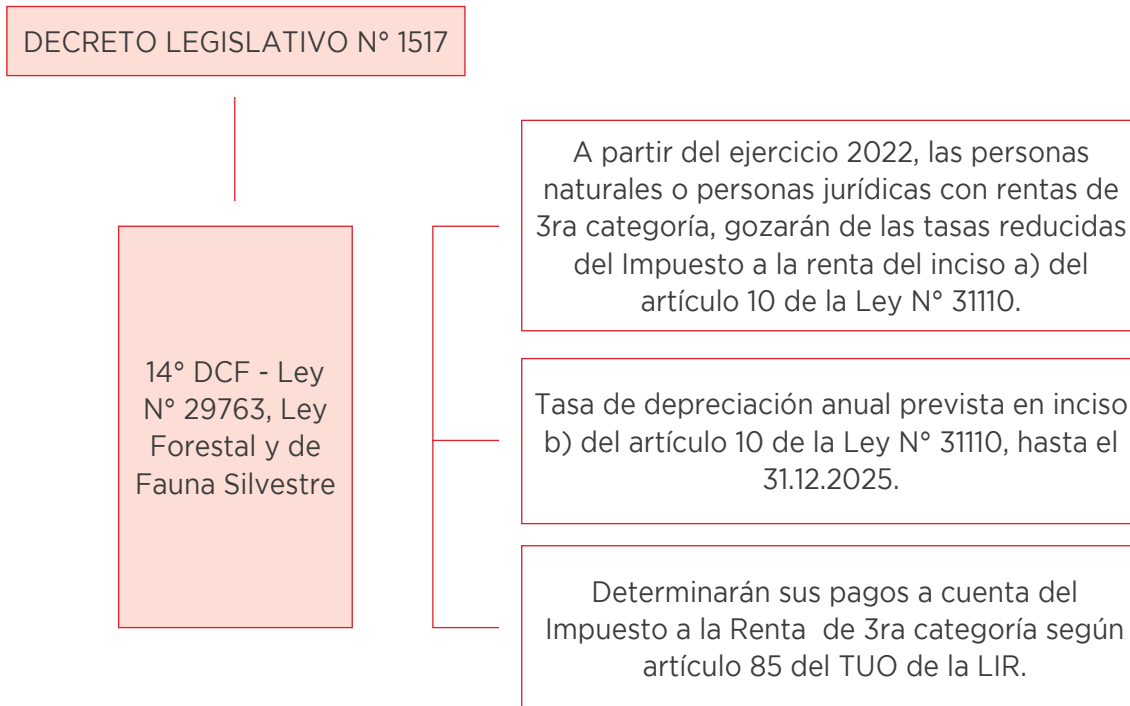 DECRETO LEGISLATIVO N° 1517
14° DCF - Ley
N° 29763, Ley
Forestal y de
Fauna Silvestre
A partir del ejercicio 2022, las personas
naturales o personas jurídicas con rentas de
3ra categoría, gozarán de las tasas reducidas
del Impuesto a la renta del inciso a) del
artículo 10 de la Ley N° 31110.
Tasa de depreciación anual prevista en inciso
b) del artículo 10 de la Ley N° 31110, hasta el
31.12.2025.
Determinarán sus pagos a cuenta del
Impuesto a la Renta de 3ra categoría según
artículo 85 del TUO de la LIR.